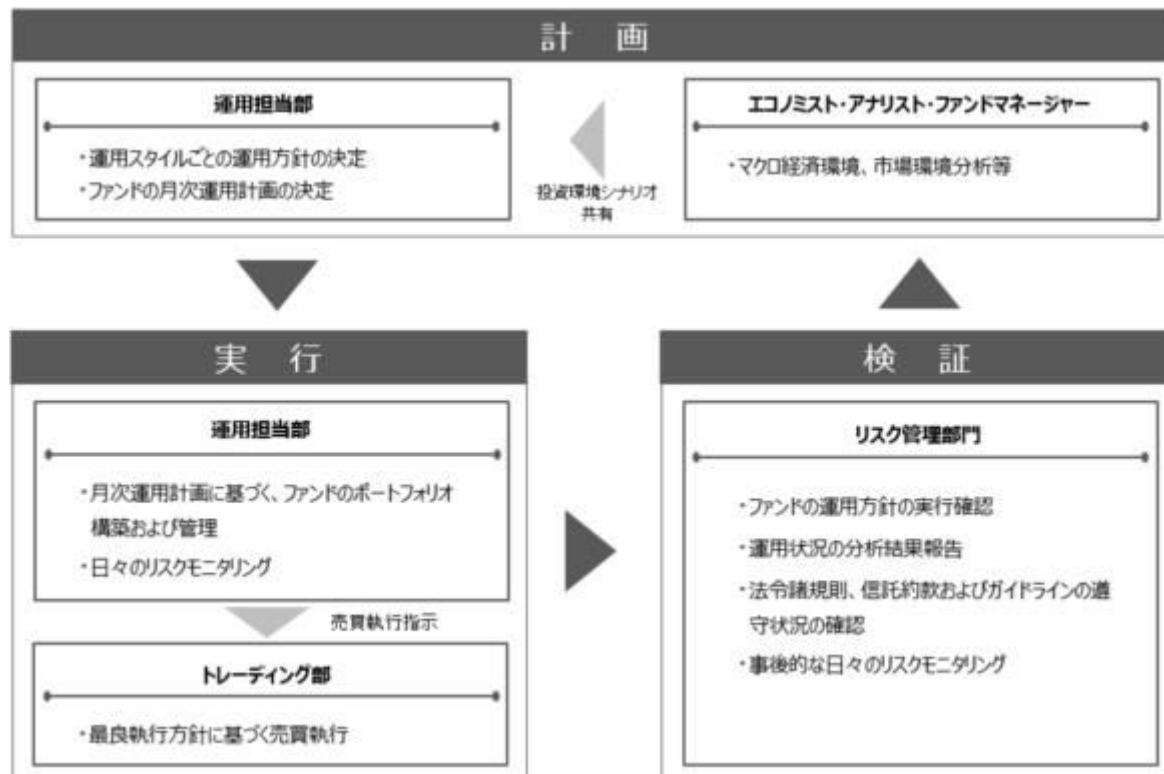 計 画
運用担当部
・運用スタイルごとの運用方針の決定
・ファンドの月次運用計画の決定
投資環境シナリオ
共有
エコノミスト・アナリスト・ファンドマネージャー
・マクロ経済環境、市場環境分析等
実 行
運用担当部
・月次運用計画に基づく、ファンドのポートフォリオ
構築および管理
・日々のリスクモニタリング
売買執行指示
トレーディング部
・最良執行方針に基づく売買執行
検 証
リスク管理部門
・ファンドの運用方針の実行確認
・運用状況の分析結果報告
・法令諸規則、信託約款およびガイドラインの遵
守状況の確認
・事後的な日々のリスクモニタリング